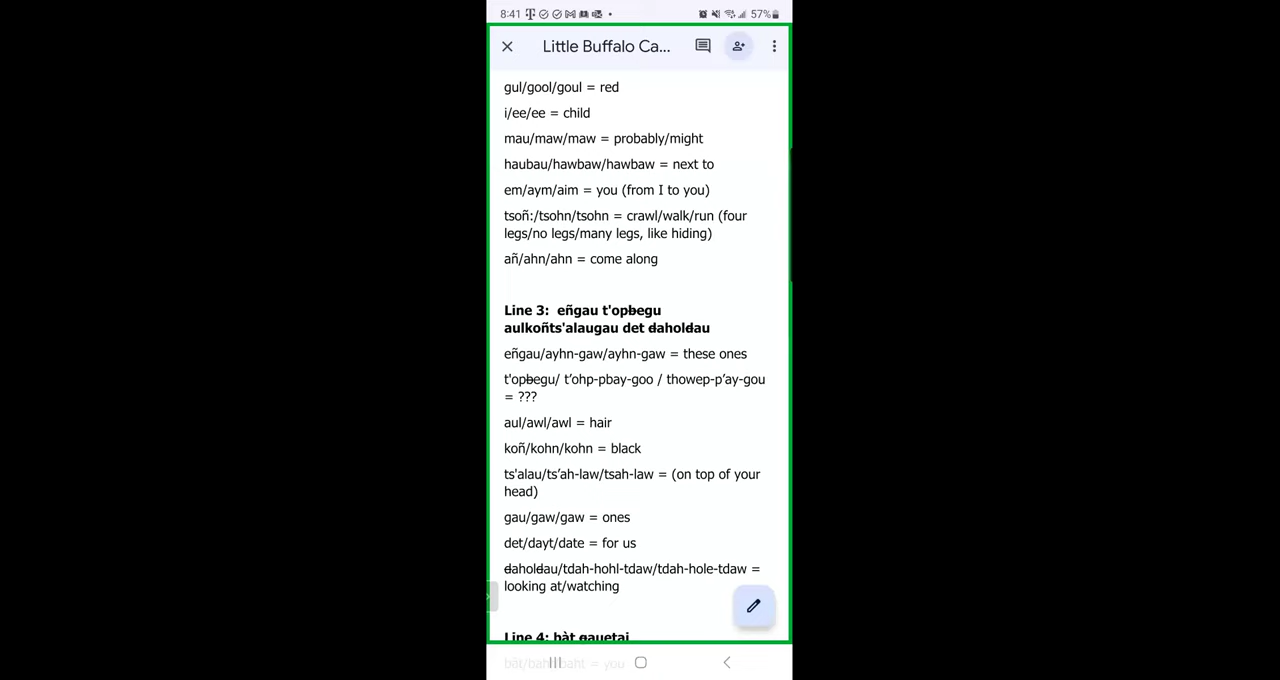 8:41
57%
Little Buffalo Ca...
gul/gool/goul = red
i/ee/ee = child
mau/maw/maw = probably/might
haubau/hawbaw/hawbaw = next to
em/aym/aim = you (from I to you)
tsoñ:/tsohn/tsohn = crawl/walk/run (four
legs/no legs/many legs, like hiding)
añ/ahn/ahn = come along
Line 3:  eñgau t'opƀegu
aulkoñts'alaugau det đaholđau
eñgau/ayhn-gaw/ayhn-gaw = these ones
t'opƀegu/ t’ohp-pbay-goo / thowep-p’ay-gou
= ???
aul/awl/awl = hair
koñ/kohn/kohn = black
ts'alau/ts’ah-law/tsah-law = (on top of your
head)
gau/gaw/gaw = ones
det/dayt/date = for us
đaholđau/tdah-hohl-tdaw/tdah-hole-tdaw =
looking at/watching
Line 4: bàt gauetai
= you